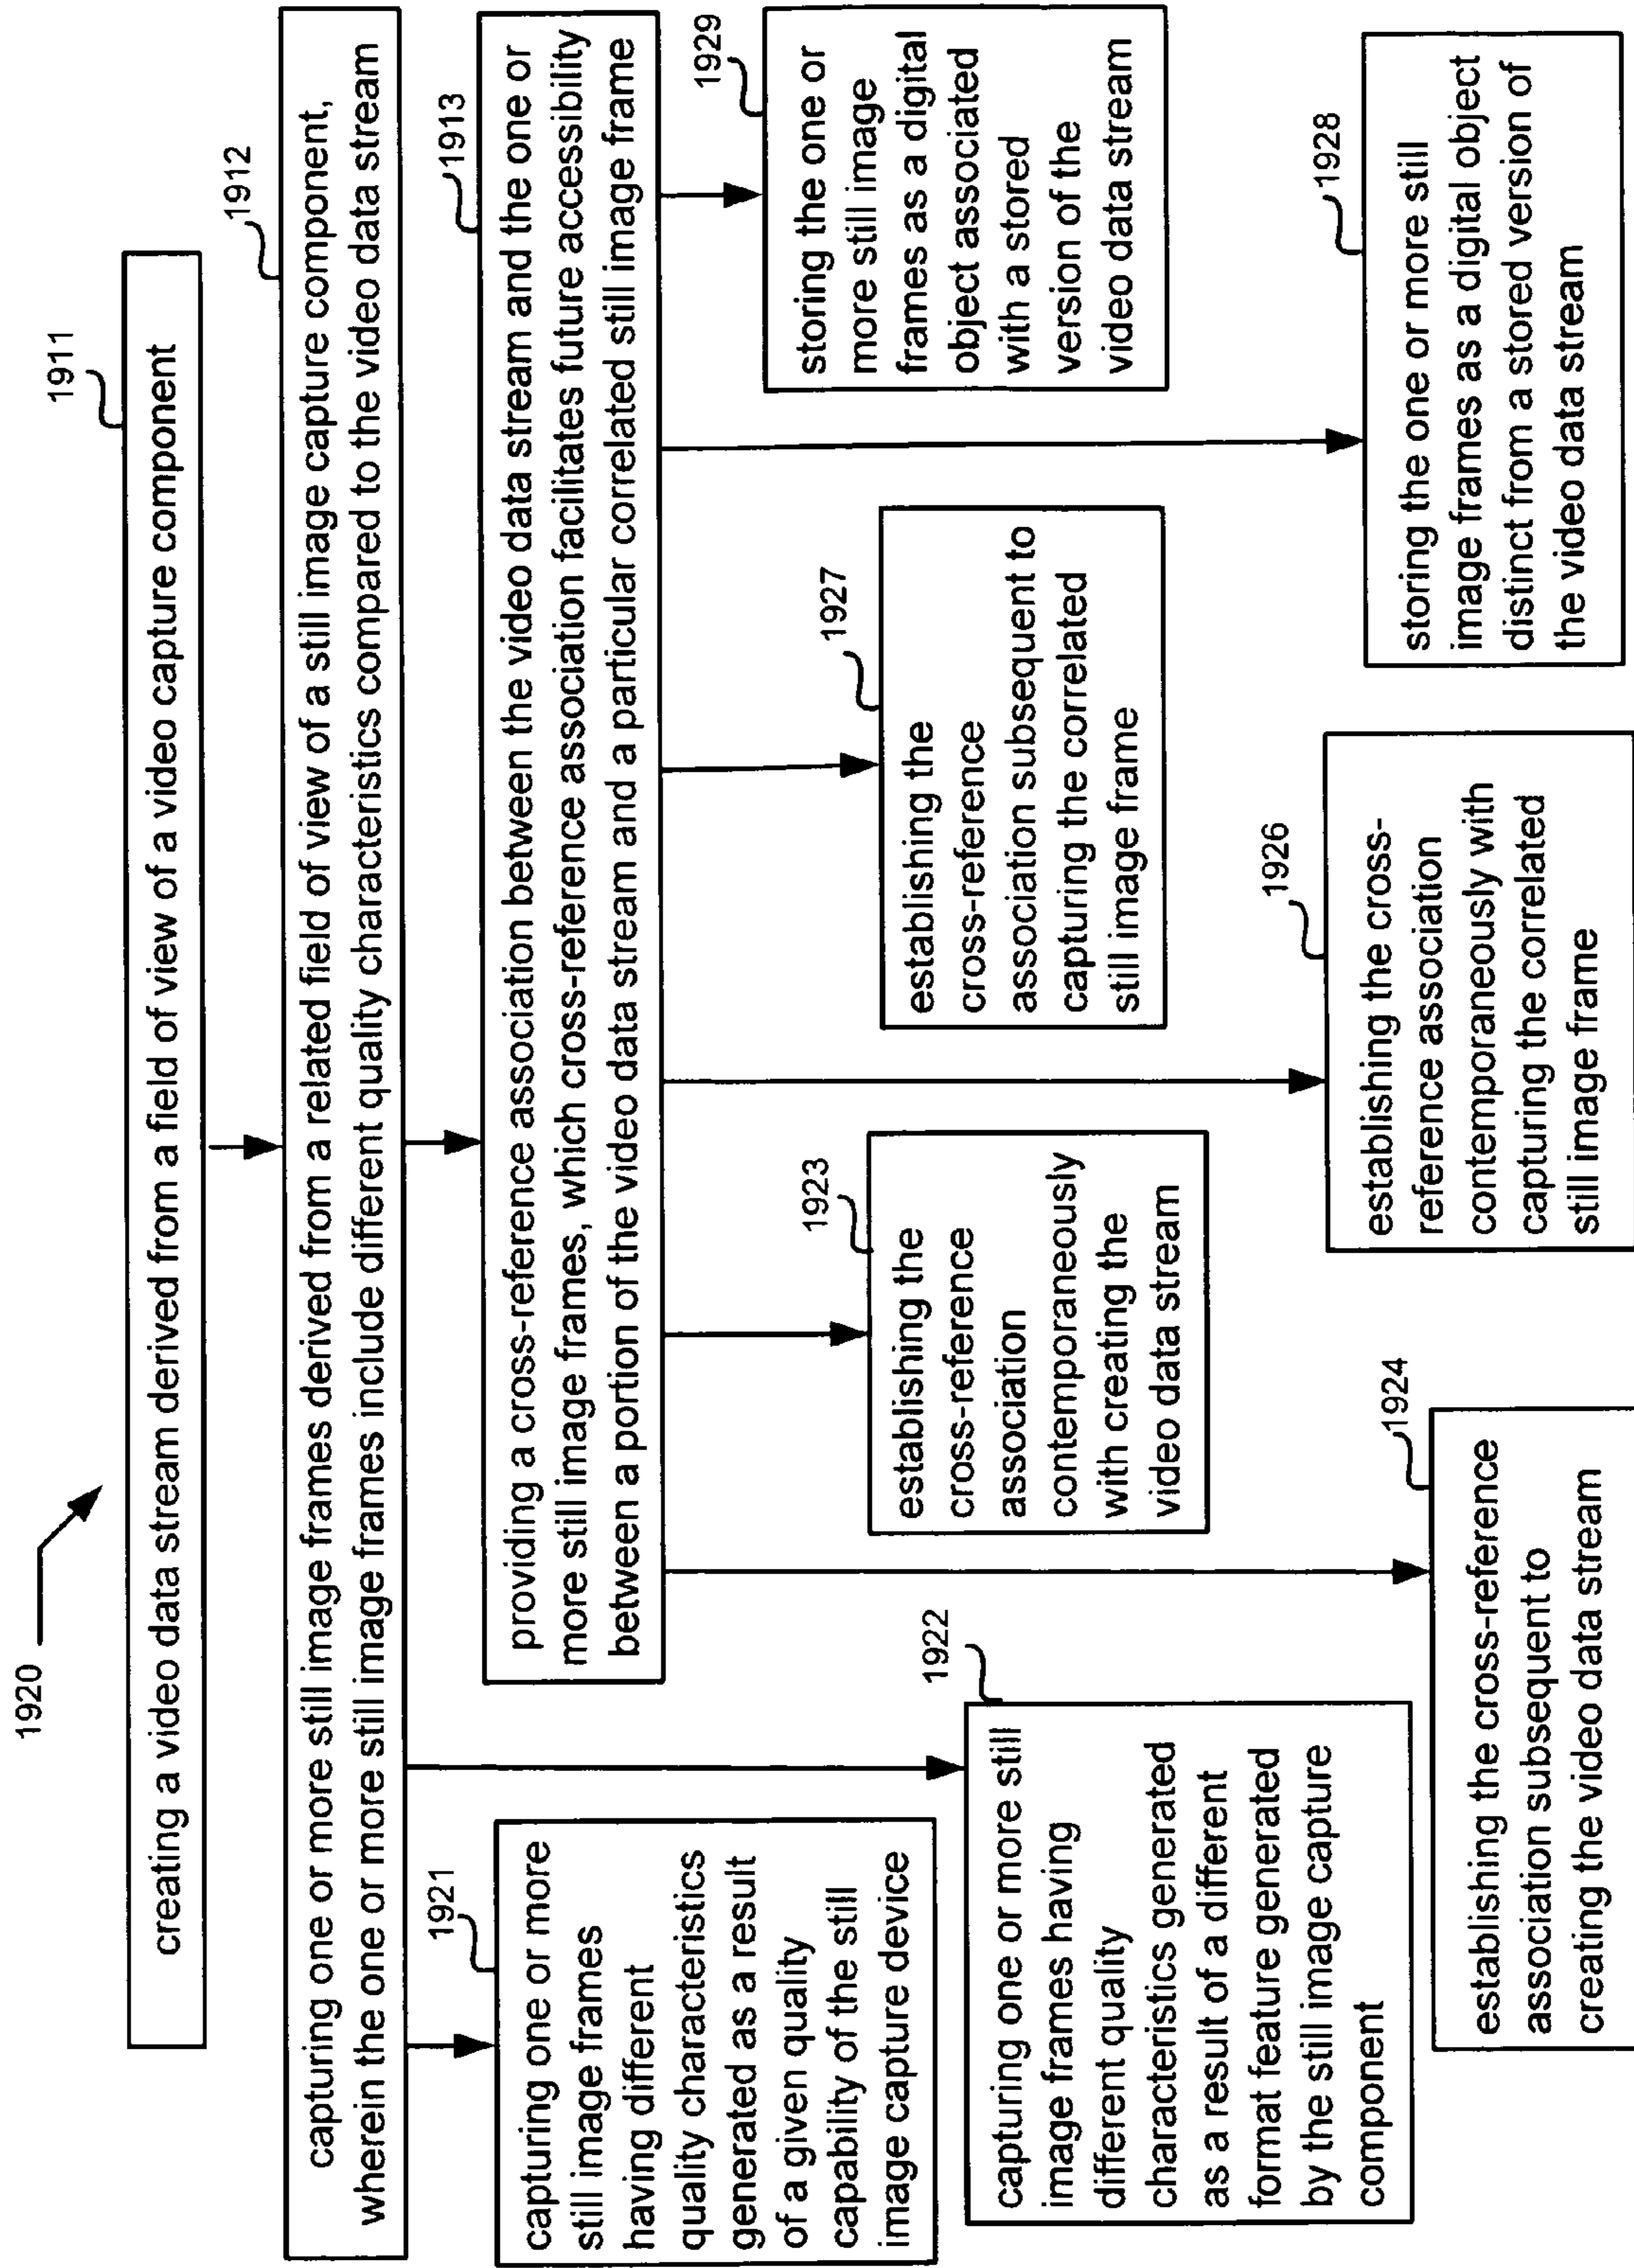 1920
1911
creating a video data stream derived from a field of view of a video capture component
1912
capturing one or more still image frames derived from a related field of view of a still image capture component,
wherein the one or more still image frames include different quality characteristics compared to the video data stream
1913
providing a cross-reference association between the video data stream and the one or
more still image frames, which cross-reference association facilitates future accessibility
between a portion of the video data stream and a particular correlated still image frame
1921
capturing one or more
still image frames
having different
quality characteristics
generated as a result
of a given quality
capability of the still
image capture device
1922
capturing one or more still
image frames having
different quality
characteristics generated
as a result of a different
format feature generated
by the still image capture
component
1923
establishing the
cross-reference
association
contemporaneously
with creating the
video data stream
1924
establishing the cross-reference
association subsequent to
creating the video data stream
1927
establishing the
cross-reference
association subsequent to
capturing the correlated
still image frame
1926
establishing the cross-
reference association
contemporaneously with
capturing the correlated
still image frame
1929
storing the one or
more still image
frames as a digital
object associated
with a stored
version of the
video data stream
1928
storing the one or more still
image frames as a digital object
distinct from a stored version of
the video data stream